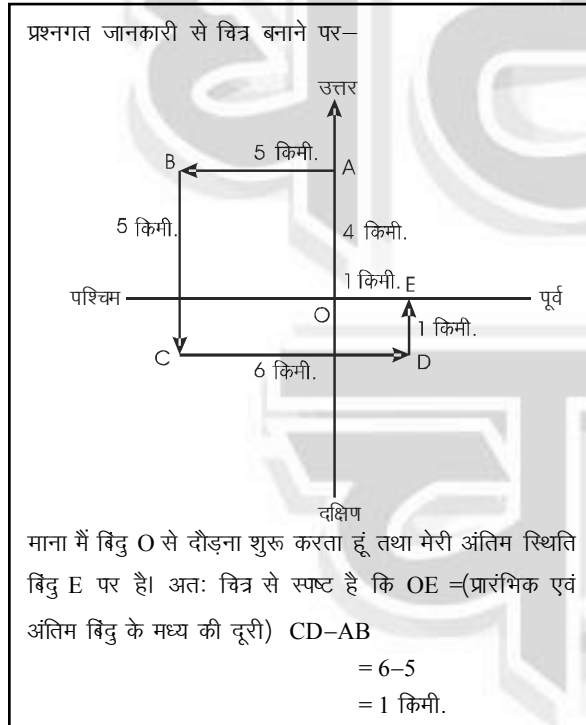 प्रश्नगत जानकारी से चित्र बनाने पर–
उत्तर
B 5 किमी. A
5 किमी. 4 किमी.
1 किमी. E
पश्चिम पूर्व
O
1 किमी.
C 6 किमी. D
दक्षिण
माना मैं बिंदु O से दौड़ना शुरू करता हूं तथा मेरी अंतिम स्थिति
बिंदु E पर है। अतः चित्र से स्पष्ट है कि OE =(प्रारंभिक एवं
अंतिम बिंदु के मध्य की दूरी) CD–AB
= 6–5
= 1 किमी.